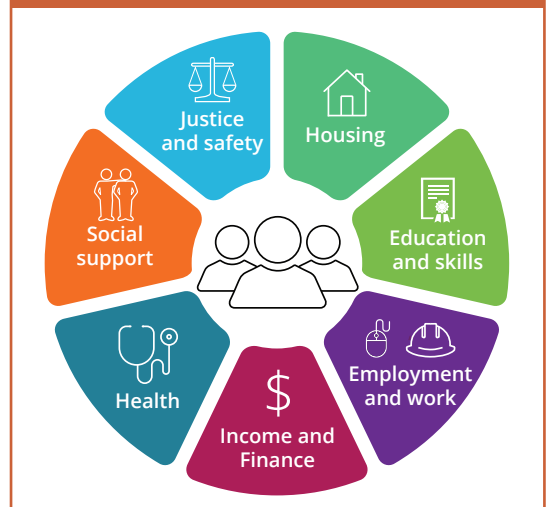 Justice
and safety
Housing
Education
and skills
Employment
and work
$
Income and
Finance
Health
Social
support